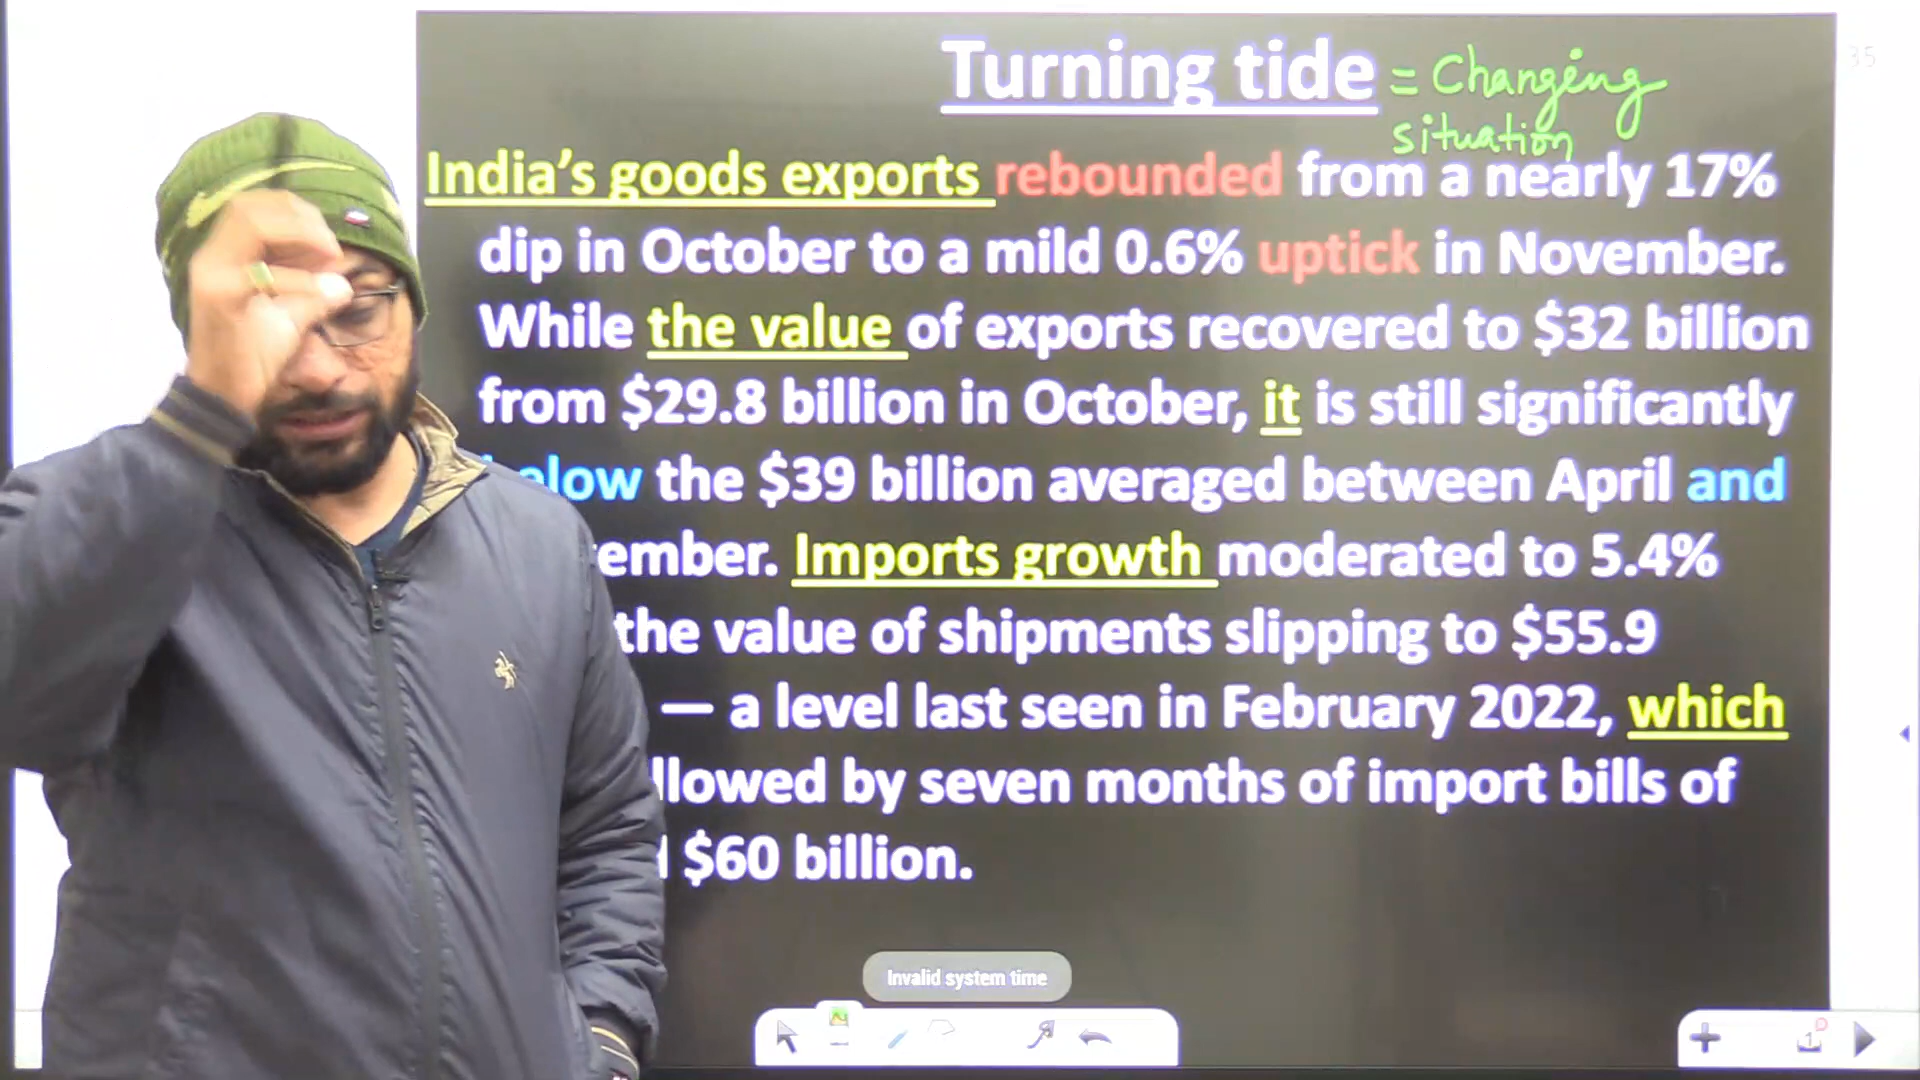 Turning tide = Changing
situation
India's goods exports rebounded from a nearly 17%
dip in October to a mild 0.6% uptick in November.
While the value of exports recovered to $32 billion
from $29.8 billion in October, it is still significantly
below the $39 billion averaged between April and
ember. Imports growth moderated to 5.4%
the value of shipments slipping to $55.9
— a level last seen in February 2022, which
llowed by seven months of import bills of
$60 billion.
Invalid system time
35
1